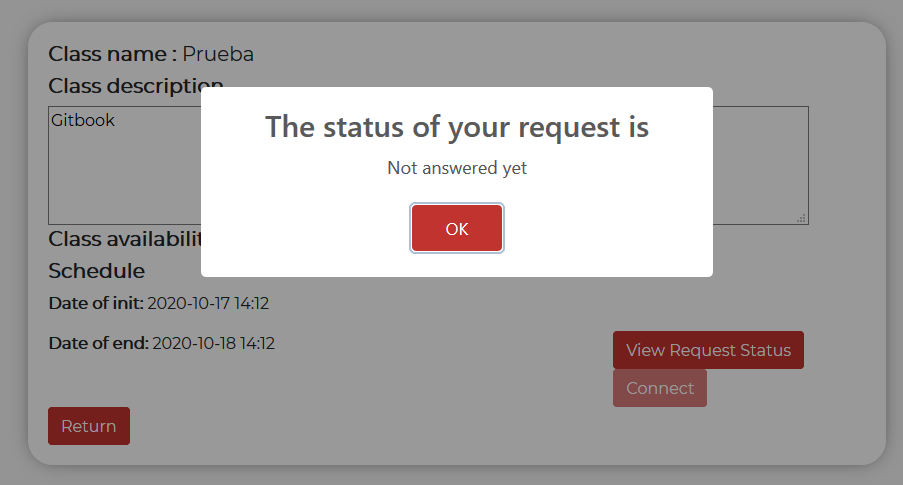 Class name : Prueba
Class description
Gitbook
The status of your request is
Not answered yet
OK
Class
Schedule
Date of init: 2020-10-17 14:12
Date of end: 2020-10-18 14:12
View Request Status
Connect
Return